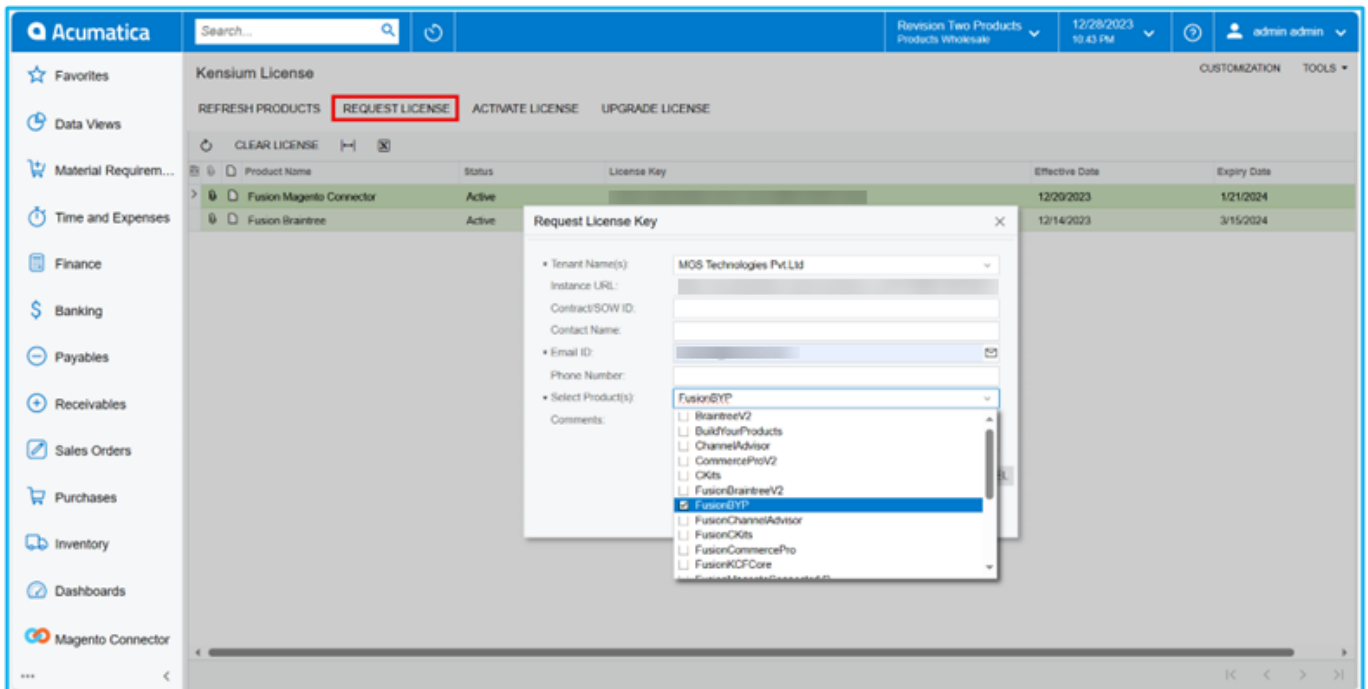 Acumatica
Search...
Revision Two Products
Products Wholesale
12/28/2023
10:43 PM
admin admin
Favorites
Data Views
Material Requirem...
Time and Expenses
Finance
Banking
Payables
Receivables
Sales Orders
Purchases
Inventory
Dashboards
Magento Connector
Kensium License
CUSTOMIZATION TOOLS
REFRESH PRODUCTS REQUEST LICENSE ACTIVATE LICENSE UPGRADE LICENSE
CLEAR LICENSE
Product Name Status License Key Effective Date Expiry Date
Fusion Magento Connector Active 12/20/2023 1/21/2024
Fusion Braintree Active 12/14/2023 3/15/2024
Request License Key
• Tenant Name(s): MGS Technologies Pvt.Ltd
Instance URL:
Contract/SOW ID:
Contact Name:
• Email ID:
Phone Number:
• Select Product(s): FusionBYP
Comments:
BraintreeV2
BuildYourProducts
ChannelAdvisor
CommerceProV2
CKits
FusionBraintreeV2
FusionBYP
FusionChannelAdvisor
FusionCKits
FusionCommercePro
FusionKCFCore